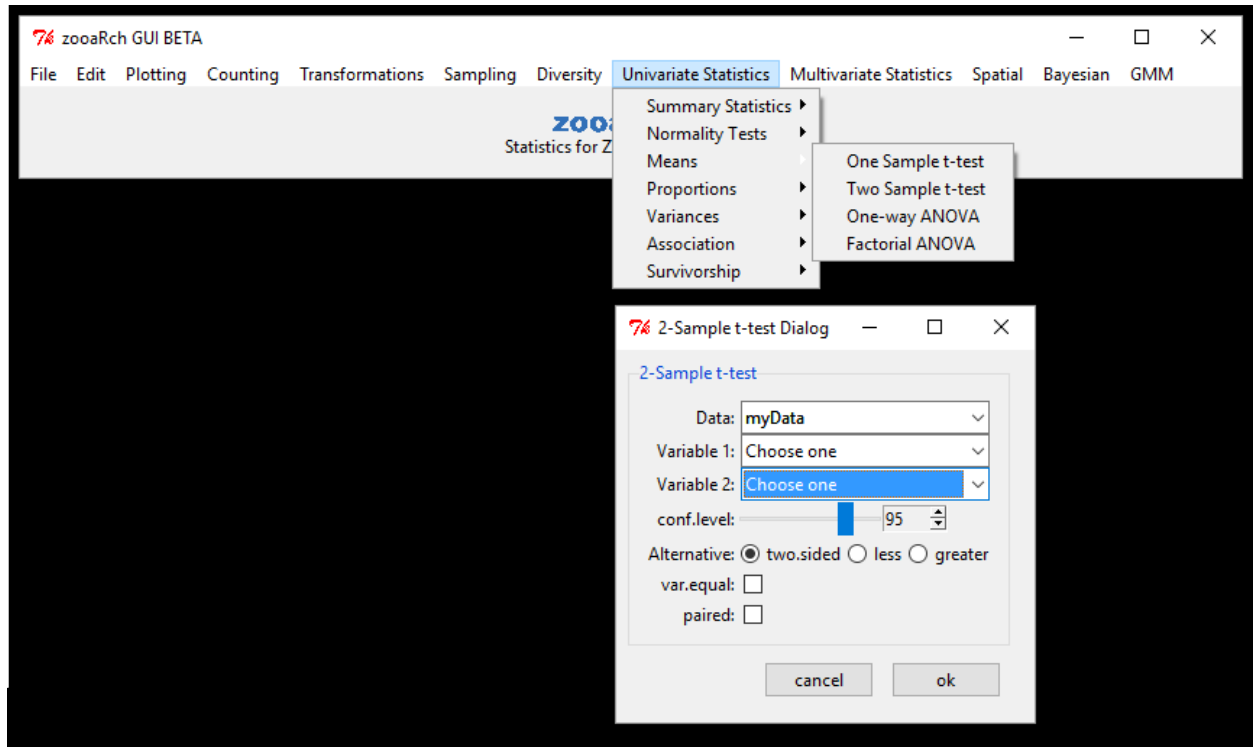 zooaRch GUI BETA
File Edit Plotting Counting Transformations Sampling Diversity Univariate Statistics Multivariate Statistics Spatial Bayesian GMM
zooa
Statistics for Z
Summary Statistics
Normality Tests
Means
Proportions
Variances
Association
Survivorship
One Sample t-test
Two Sample t-test
One-way ANOVA
Factorial ANOVA
2-Sample t-test Dialog
2-Sample t-test
Data: myData
Variable 1: Choose one
Variable 2: Choose one
conf.level: 95
Alternative: two.sided less greater
var.equal:
paired:
cancel ok